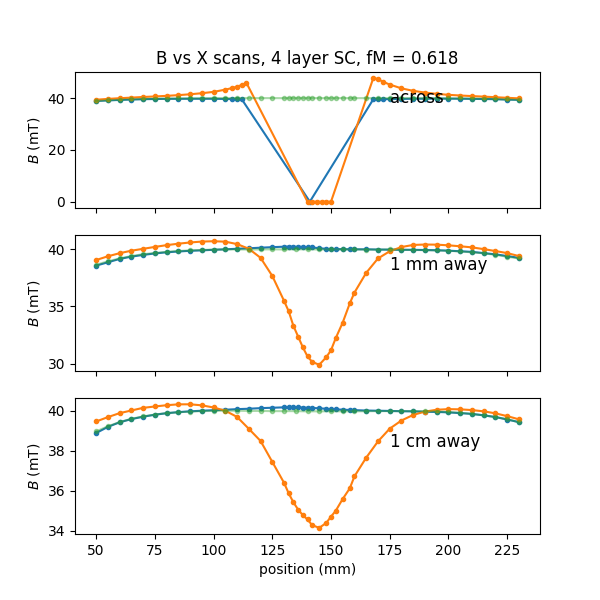 B vs X scans, 4 layer SC, fM = 0.618
40
20
0
B (mT)
across
40
35
30
B (mT)
1 mm away
40
38
36
34
B (mT)
1 cm away
50 75 100 125 150 175 200 225
position (mm)